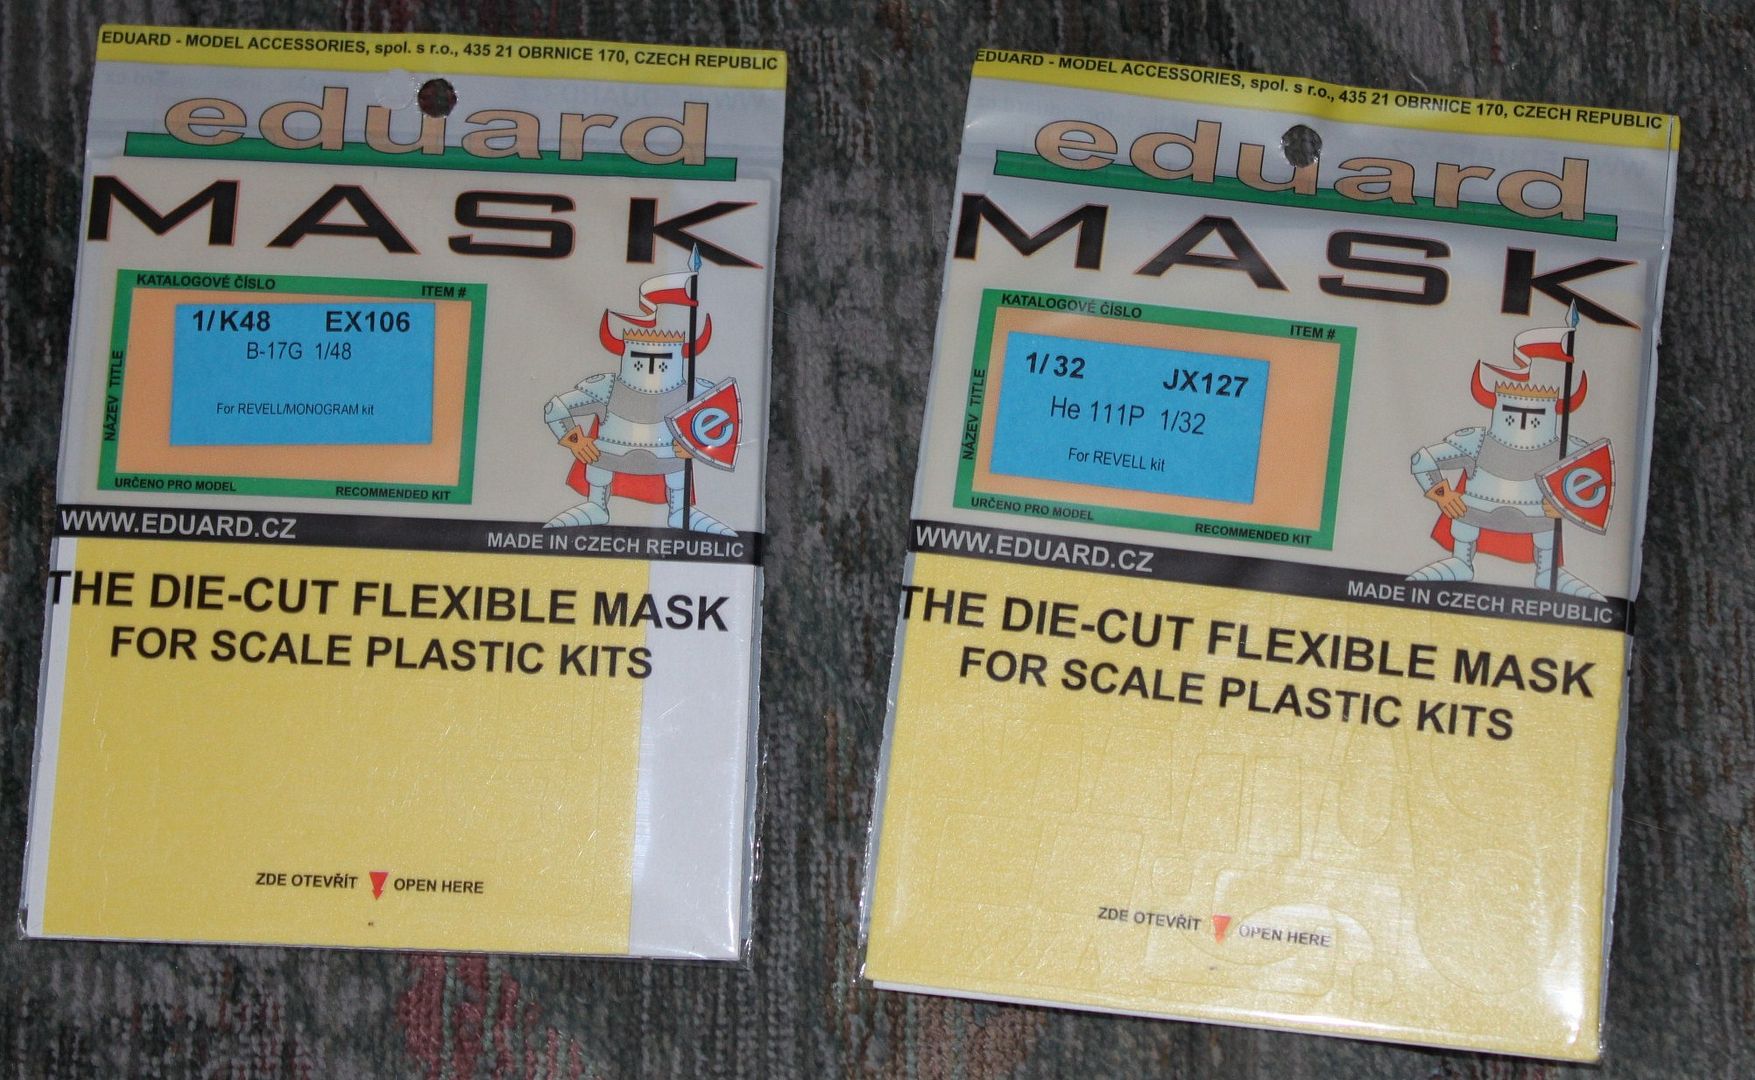 EDUARD - MODEL ACCESSORIES, spol. s r.o., 435 21 OBRNICE 170, CZECH REPUBLIC
eduard
MASK
KATALOGOVÉ ČÍSLO ITEM #
1/K48 EX106
B-17G 1/48
For REVELL/MONOGRAM kit
NÁZEV TITLE
URČENO PRO MODEL RECOMMENDED KIT
e
WWW.EDUARD.CZ
MADE IN CZECH REPUBLIC
THE DIE-CUT FLEXIBLE MASK
FOR SCALE PLASTIC KITS
ZDE OTEVŘÍT OPEN HERE
EDUARD - MODEL ACCESSORIES, spol. s r.o., 435 21 OBRNICE 170, CZECH REPUBLIC
eduard
MASK
KATALOGOVÉ ČÍSLO ITEM #
1/32 JX127
He 111P 1/32
For REVELL kit
NÁZEV TITLE
URČENO PRO MODEL RECOMMENDED KIT
e
WWW.EDUARD.CZ
MADE IN CZECH REPUBLIC
THE DIE-CUT FLEXIBLE MASK
FOR SCALE PLASTIC KITS
ZDE OTEVŘÍT OPEN HERE